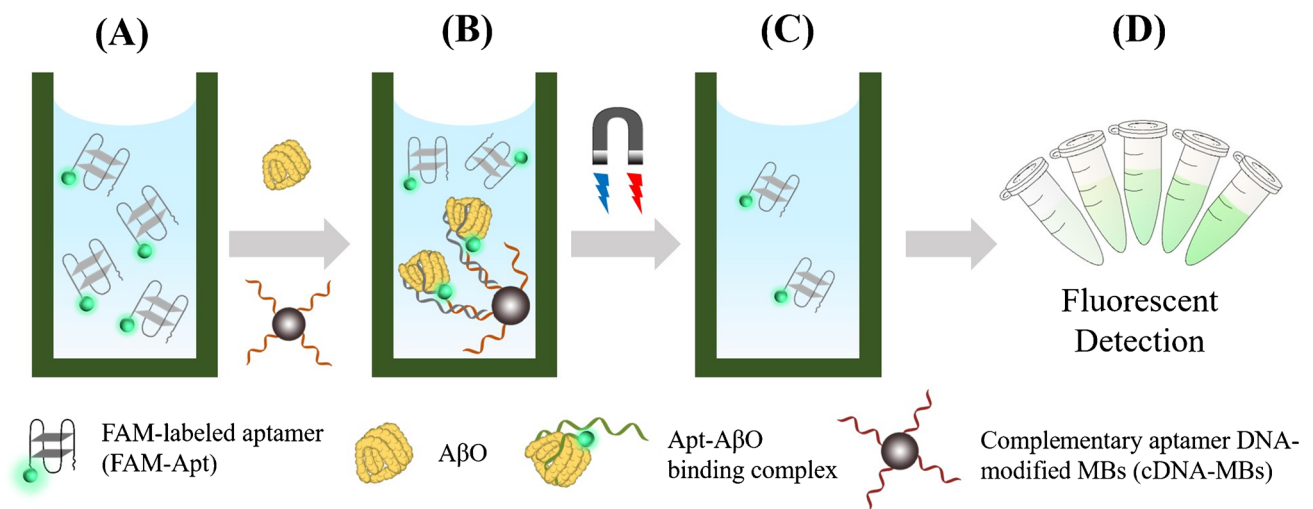 (A)
(B)
(C)
(D)
Fluorescent
Detection
FAM-labeled aptamer
(FAM-Apt)
AβO
Apt-AβO
binding complex
Complementary aptamer DNA-
modified MBs (cDNA-MBs)